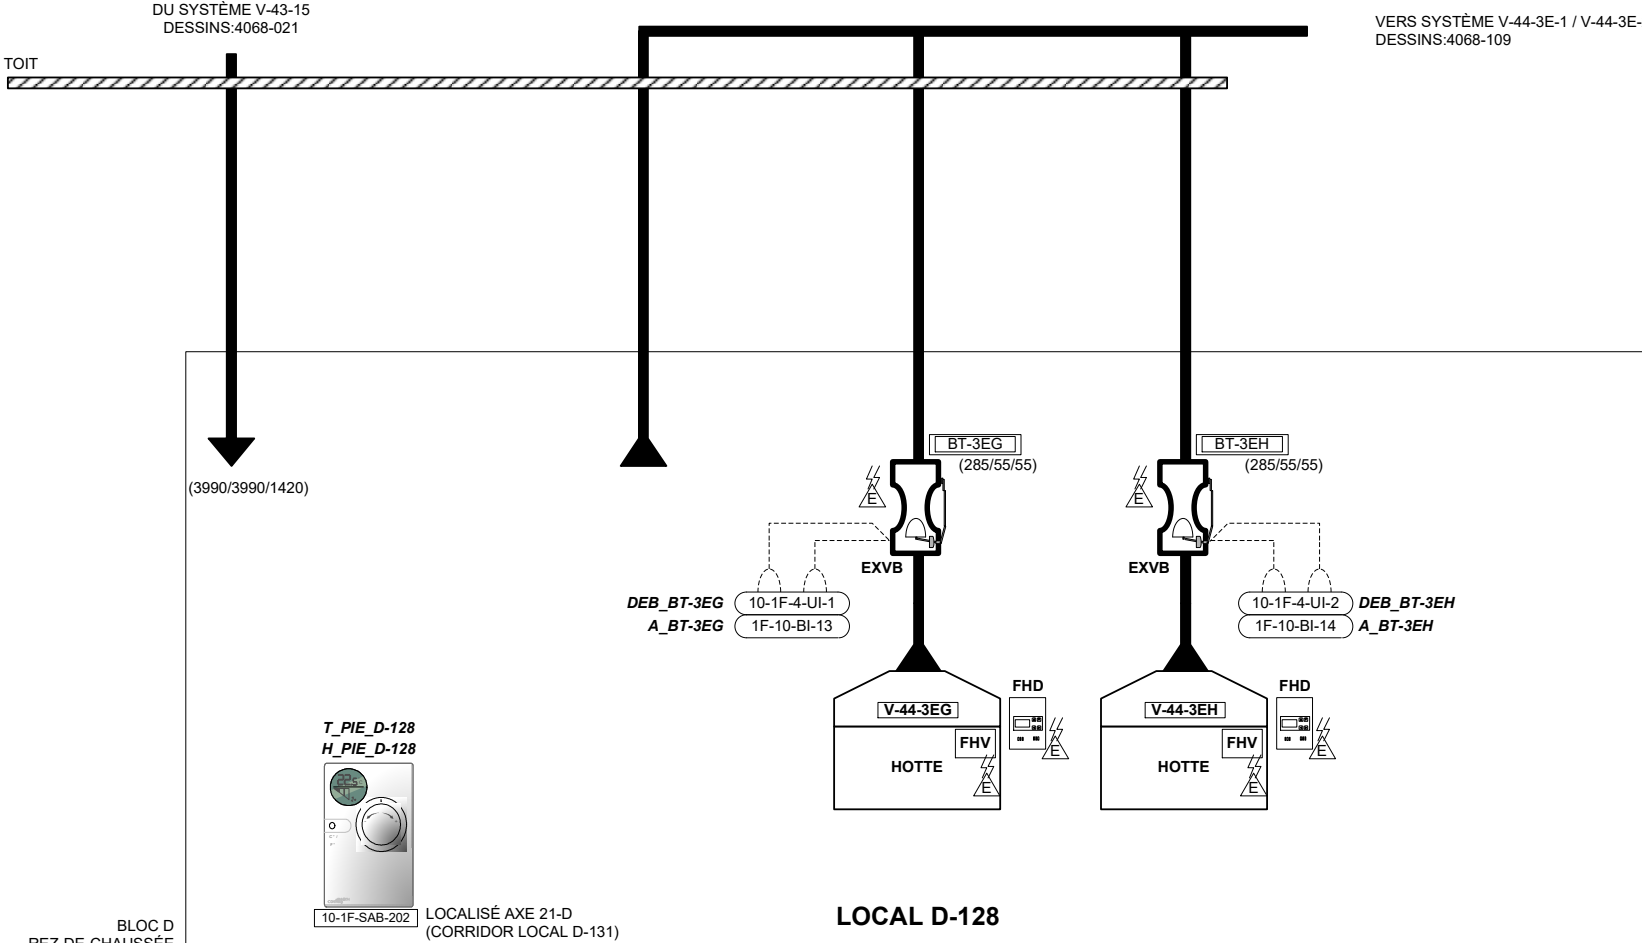 DU SYSTÈME V-43-15
DESSINS:4068-021
VERS SYSTÈME V-44-3E-1 / V-44-3E-
DESSINS:4068-109
TOIT
(3990/3990/1420)
BT-3EG
(285/55/55)
E
EXVB
BT-3EH
(285/55/55)
E
EXVB
DEB_BT-3EG
10-1F-4-UI-1
A_BT-3EG
1F-10-BI-13
10-1F-4-UI-2
DEB_BT-3EH
1F-10-BI-14
A_BT-3EH
V-44-3EG
FHD
E
FHV
HOTTE
E
V-44-3EH
FHD
E
FHV
HOTTE
E
T_PIE_D-128
H_PIE_D-128
10-1F-SAB-202
LOCALISÉ AXE 21-D
(CORRIDOR LOCAL D-131)
LOCAL D-128
BLOC D
REZ-DE-CHAUSSÉE